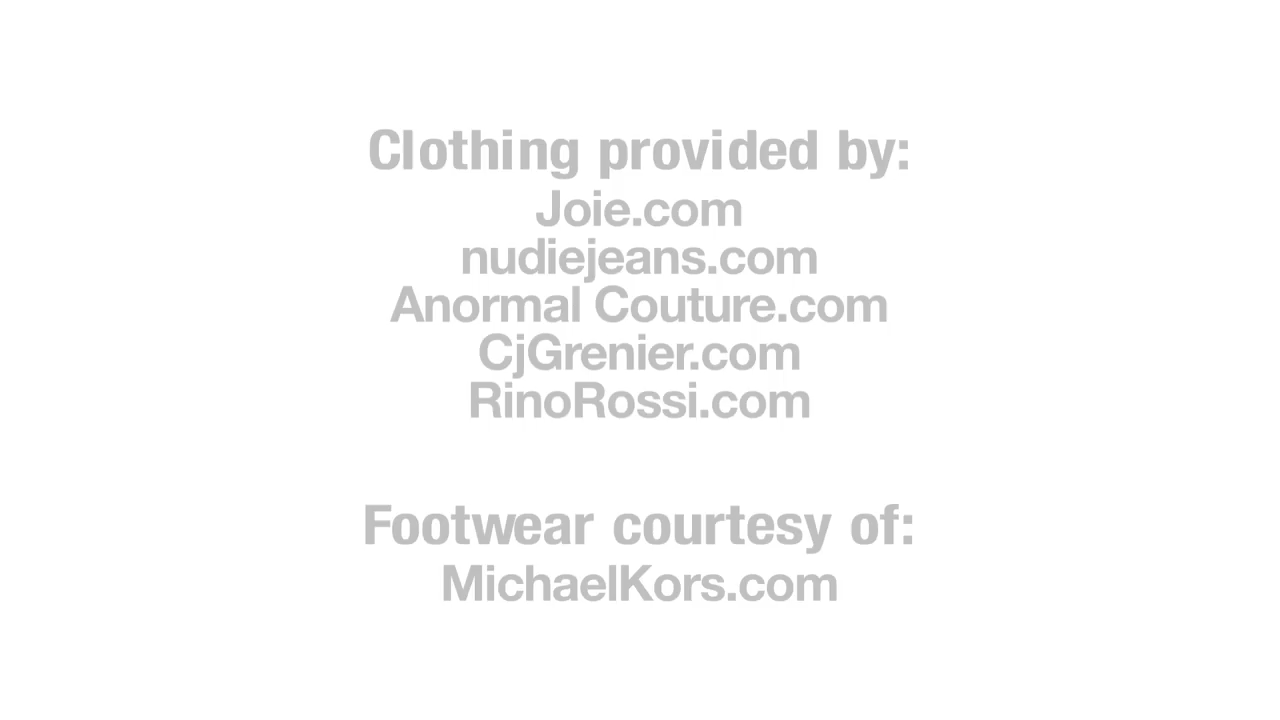 Clothing provided by:
Joie.com
nudiejeans.com
Anormal Couture.com
CjGrenier.com
RinoRossi.com
Footwear courtesy of:
MichaelKors.com